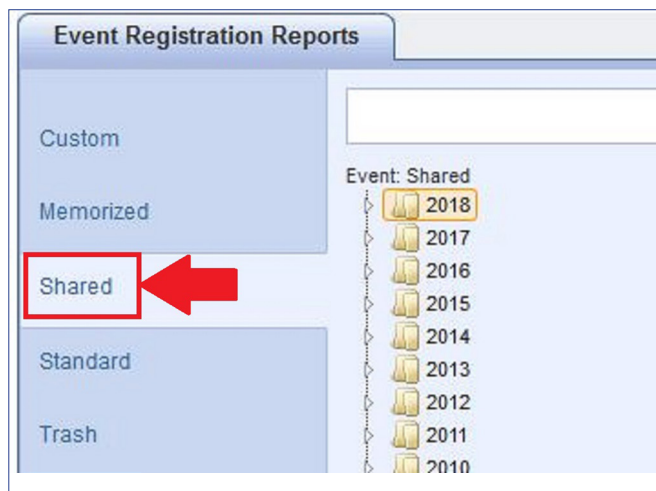 Event Registration Reports
Custom
Memorized
Shared
Standard
Trash
Event: Shared
2018
2017
2016
2015
2014
2013
2012
2011
2010